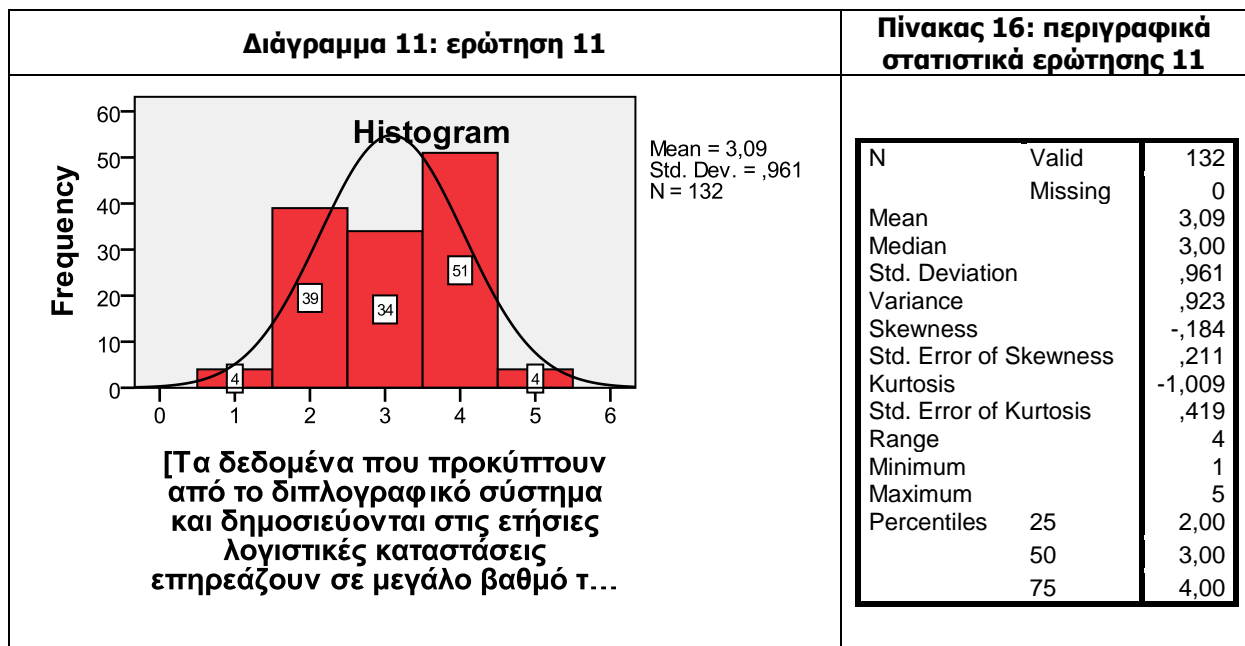 Διάγραμμα 11: ερώτηση 11
Πίνακας 16: περιγραφικά
στατιστικά ερώτησης 11
Histogram
60
50
40
30
20
10
0
Frequency
4
39
34
51
4
0 1 2 3 4 5 6
Mean = 3,09
Std. Dev. = ,961
N = 132
[Τα δεδομένα που προκύπτουν
από το διπλογραφικό σύστημα
και δημοσιεύονται στις ετήσιες
λογιστικές καταστάσεις
επηρεάζουν σε μεγάλο βαθμό τ...
N Valid 132
Missing 0
Mean 3,09
Median 3,00
Std. Deviation ,961
Variance ,923
Skewness -,184
Std. Error of Skewness ,211
Kurtosis -1,009
Std. Error of Kurtosis ,419
Range 4
Minimum 1
Maximum 5
Percentiles 25 2,00
50 3,00
75 4,00